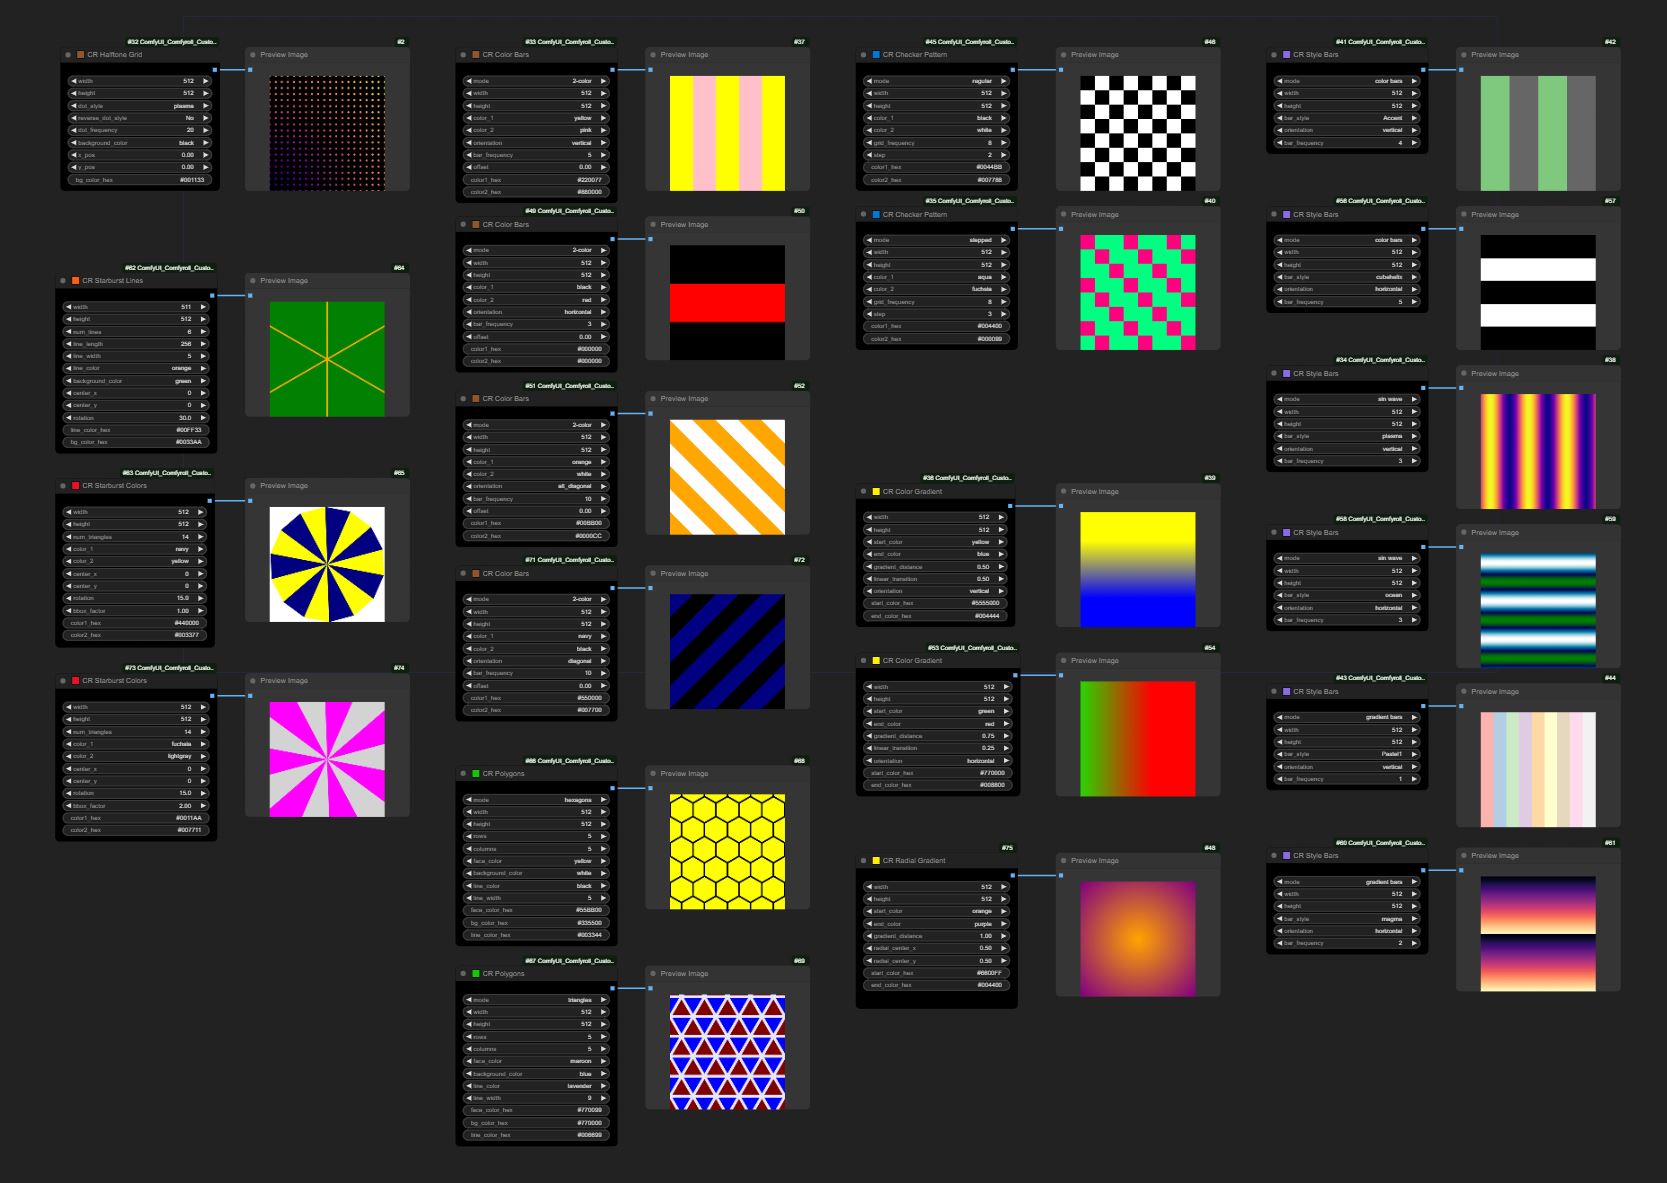 #32 ComfyUI_Comfyroll_Custo..
CR Halftone Grid
width 512
height 512
dot_style plasma
reverse_dot_style No
dot_frequency 20
background_color black
x_pos 0.00
y_pos 0.00
bg_color_hex #001133
#2
Preview Image
#62 ComfyUI_Comfyroll_Custo..
CR Starburst Lines
width 511
height 512
num_lines 6
line_length 256
line_width 5
line_color orange
background_color green
center_x 0
center_y 0
rotation 30.0
line_color_hex #00FF33
bg_color_hex #0033AA
#64
Preview Image
#63 ComfyUI_Comfyroll_Custo..
CR Starburst Colors
width 512
height 512
num_triangles 14
color_1 navy
color_2 yellow
center_x 0
center_y 0
rotation 15.0
bbox_factor 1.00
color1_hex #440000
color2_hex #003377
#65
Preview Image
#73 ComfyUI_Comfyroll_Custo..
CR Starburst Colors
width 512
height 512
num_triangles 14
color_1 fuchsia
color_2 lightgray
center_x 0
center_y 0
rotation 15.0
bbox_factor 2.00
color1_hex #0011AA
color2_hex #007711
#74
Preview Image
#33 ComfyUI_Comfyroll_Custo..
CR Color Bars
mode 2-color
width 512
height 512
color_1 yellow
color_2 pink
orientation vertical
bar_frequency 5
offset 0.00
color1_hex #220077
color2_hex #880000
#37
Preview Image
#49 ComfyUI_Comfyroll_Custo..
CR Color Bars
mode 2-color
width 512
height 512
color_1 black
color_2 red
orientation horizontal
bar_frequency 3
offset 0.00
color1_hex #000000
color2_hex #000000
#50
Preview Image
#51 ComfyUI_Comfyroll_Custo..
CR Color Bars
mode 2-color
width 512
height 512
color_1 orange
color_2 white
orientation alt_diagonal
bar_frequency 10
offset 0.00
color1_hex #00BB00
color2_hex #0000CC
#52
Preview Image
#71 ComfyUI_Comfyroll_Custo..
CR Color Bars
mode 2-color
width 512
height 512
color_1 navy
color_2 black
orientation diagonal
bar_frequency 10
offset 0.00
color1_hex #550000
color2_hex #007700
#72
Preview Image
#66 ComfyUI_Comfyroll_Custo..
CR Polygons
mode hexagons
width 512
height 512
rows 5
columns 5
face_color yellow
background_color white
line_color black
line_width 5
face_color_hex #55BB00
bg_color_hex #335500
line_color_hex #003344
#68
Preview Image
#67 ComfyUI_Comfyroll_Custo..
CR Polygons
mode triangles
width 512
height 512
rows 5
columns 5
face_color maroon
background_color blue
line_color lavender
line_width 9
face_color_hex #770099
bg_color_hex #770000
line_color_hex #006699
#69
Preview Image
#45 ComfyUI_Comfyroll_Custo..
CR Checker Pattern
mode regular
width 512
height 512
color_1 black
color_2 white
grid_frequency 8
step 2
color1_hex #0044BB
color2_hex #007788
#46
Preview Image
#35 ComfyUI_Comfyroll_Custo..
CR Checker Pattern
mode stepped
width 512
height 512
color_1 aqua
color_2 fuchsia
grid_frequency 8
step 3
color1_hex #004400
color2_hex #000099
#40
Preview Image
#36 ComfyUI_Comfyroll_Custo..
CR Color Gradient
width 512
height 512
start_color yellow
end_color blue
gradient_distance 0.50
linear_transition 0.50
orientation vertical
start_color_hex #5555000
end_color_hex #004444
#39
Preview Image
#53 ComfyUI_Comfyroll_Custo..
CR Color Gradient
width 512
height 512
start_color green
end_color red
gradient_distance 0.75
linear_transition 0.25
orientation horizontal
start_color_hex #770000
end_color_hex #008800
#54
Preview Image
#75
CR Radial Gradient
width 512
height 512
start_color orange
end_color purple
gradient_distance 1.00
radial_center_x 0.50
radial_center_y 0.50
start_color_hex #6600FF
end_color_hex #004400
#48
Preview Image
#41 ComfyUI_Comfyroll_Custo..
CR Style Bars
mode color bars
width 512
height 512
bar_style Accent
orientation vertical
bar_frequency 4
#42
Preview Image
#56 ComfyUI_Comfyroll_Custo..
CR Style Bars
mode color bars
width 512
height 512
bar_style cubehelix
orientation horizontal
bar_frequency 5
#57
Preview Image
#34 ComfyUI_Comfyroll_Custo..
CR Style Bars
mode sin wave
width 512
height 512
bar_style plasma
orientation vertical
bar_frequency 3
#38
Preview Image
#58 ComfyUI_Comfyroll_Custo..
CR Style Bars
mode sin wave
width 512
height 512
bar_style ocean
orientation horizontal
bar_frequency 3
#59
Preview Image
#43 ComfyUI_Comfyroll_Custo..
CR Style Bars
mode gradient bars
width 512
height 512
bar_style Pastel1
orientation vertical
bar_frequency 1
#44
Preview Image
#60 ComfyUI_Comfyroll_Custo..
CR Style Bars
mode gradient bars
width 512
height 512
bar_style magma
orientation horizontal
bar_frequency 2
#61
Preview Image